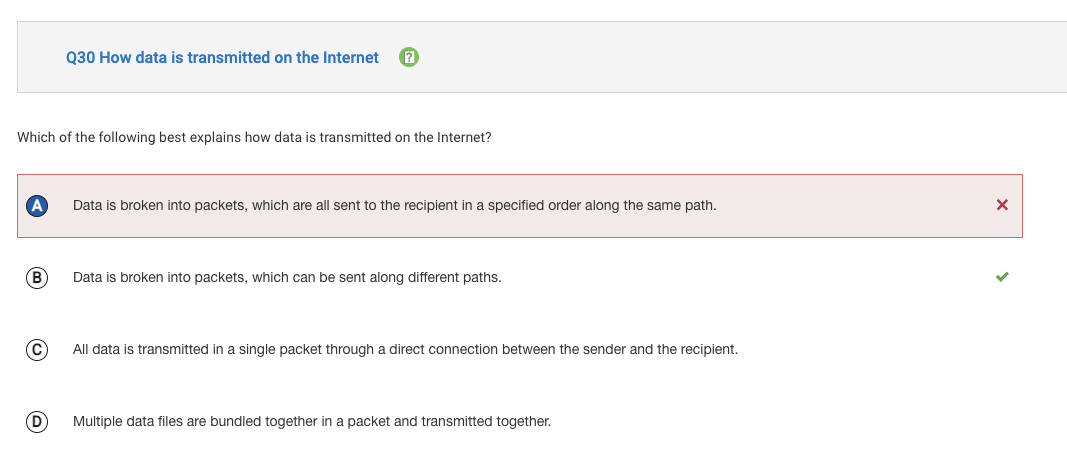 Q30 How data is transmitted on the Internet
Which of the following best explains how data is transmitted on the Internet?
A Data is broken into packets, which are all sent to the recipient in a specified order along the same path.
B Data is broken into packets, which can be sent along different paths.
C All data is transmitted in a single packet through a direct connection between the sender and the recipient.
D Multiple data files are bundled together in a packet and transmitted together.